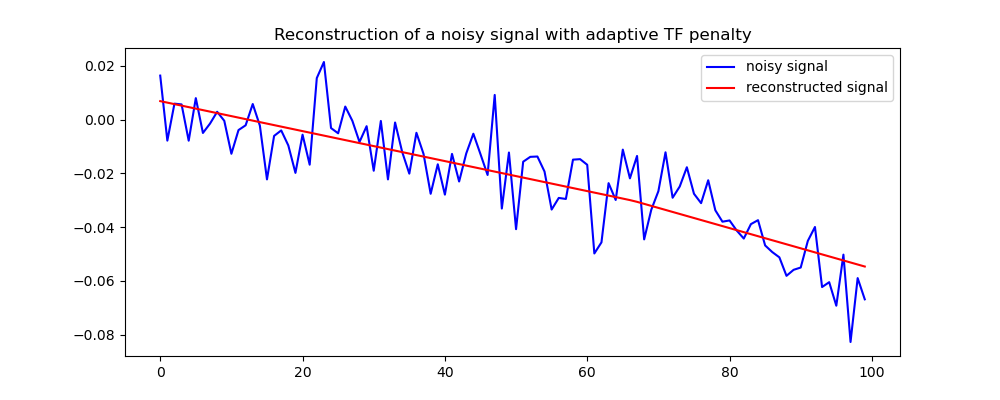 Reconstruction of a noisy signal with adaptive TF penalty
noisy signal
reconstructed signal
0.02
0.00
−0.02
−0.04
−0.06
−0.08
0 20 40 60 80 100